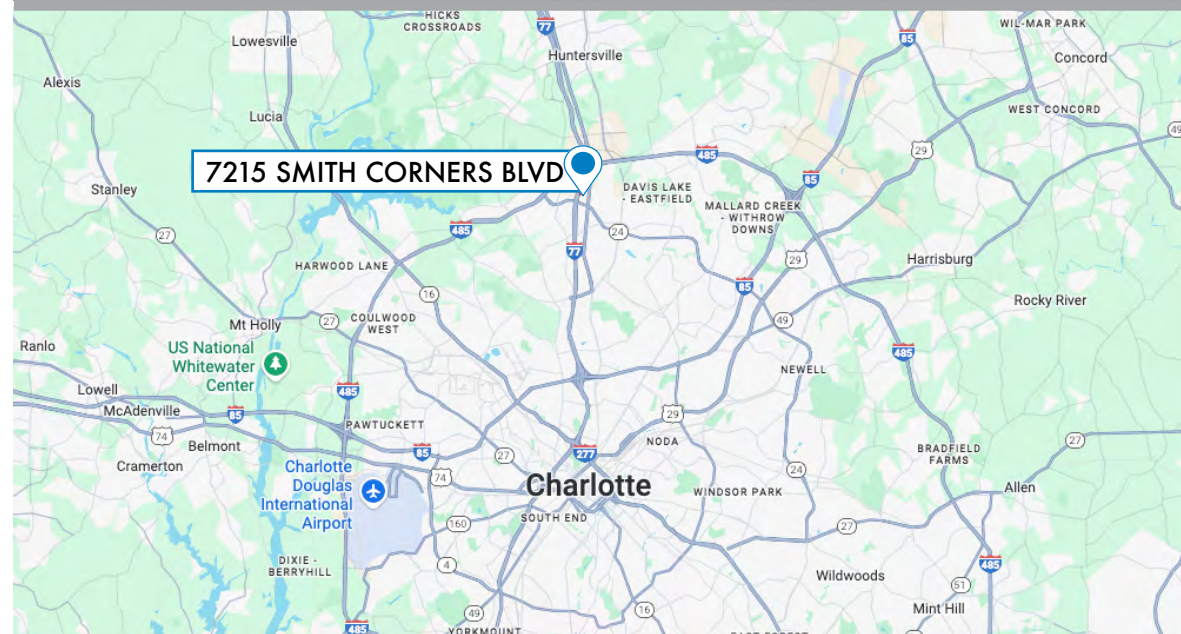 HICKS
CROSSROADS
77
WIL-MAR PARK
85
Lowesville
Huntersville
Concord
Alexis
Lucia
WEST CONCORD
49
29
485
7215 SMITH CORNERS BLVD
85
Stanley
DAVIS LAKE
- EASTFIELD
MALLARD CREEK
- WITHROW
DOWNS
485
24
27
77
29
Harrisburg
HARWOOD LANE
85
16
Rocky River
Mt Holly
27
COULWOOD
WEST
49
Ranlo
US National
Whitewater
Center
485
NEWELL
Lowell
485
McAdenville
85
29
74
PAWTUCKETT
Belmont
NODA
27
BRADFIELD
FARMS
277
85
27
Cramerton
Charlotte
Douglas
International
Airport
74
24
Charlotte
WINDSOR PARK
Allen
SOUTH END
160
27
DIXIE -
BERRYHILL
4
485
Wildwoods
51
49
16
Mint Hill
485
YORKMOUNT
EAST FOREST